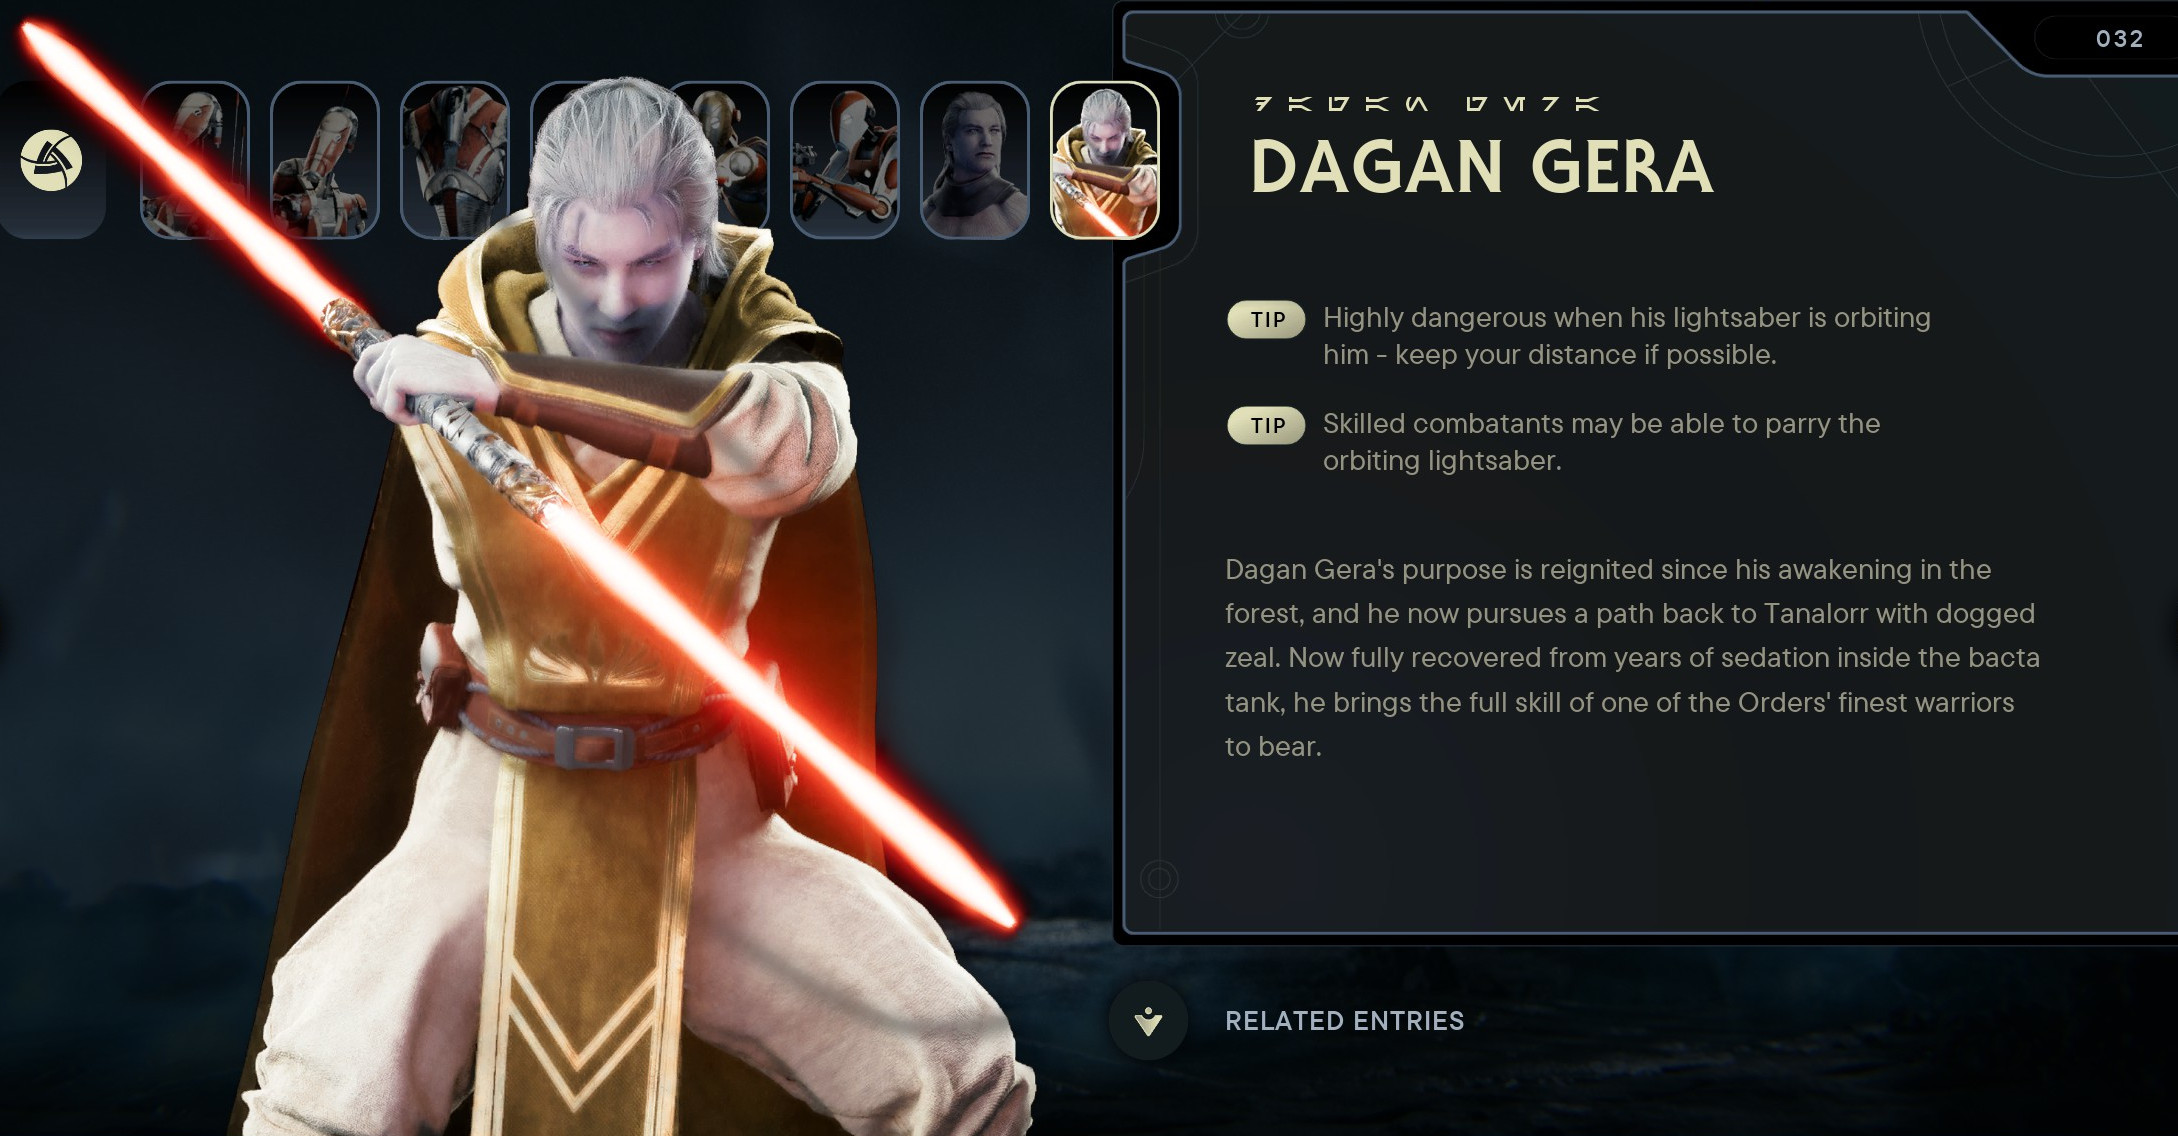 032
DAGAN GERA
TIP Highly dangerous when his lightsaber is orbiting
him - keep your distance if possible.
TIP Skilled combatants may be able to parry the
orbiting lightsaber.
Dagan Gera's purpose is reignited since his awakening in the
forest, and he now pursues a path back to Tanalorr with dogged
zeal. Now fully recovered from years of sedation inside the bacta
tank, he brings the full skill of one of the Orders' finest warriors
to bear.
RELATED ENTRIES